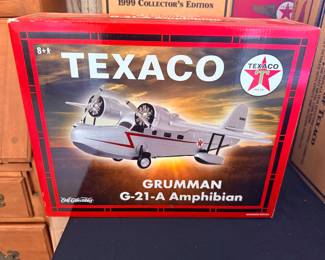 1999 COLLECTOR'S EDITION
8+
TEXACO
TEXACO
GRUMMAN
G-21-A Amphibian